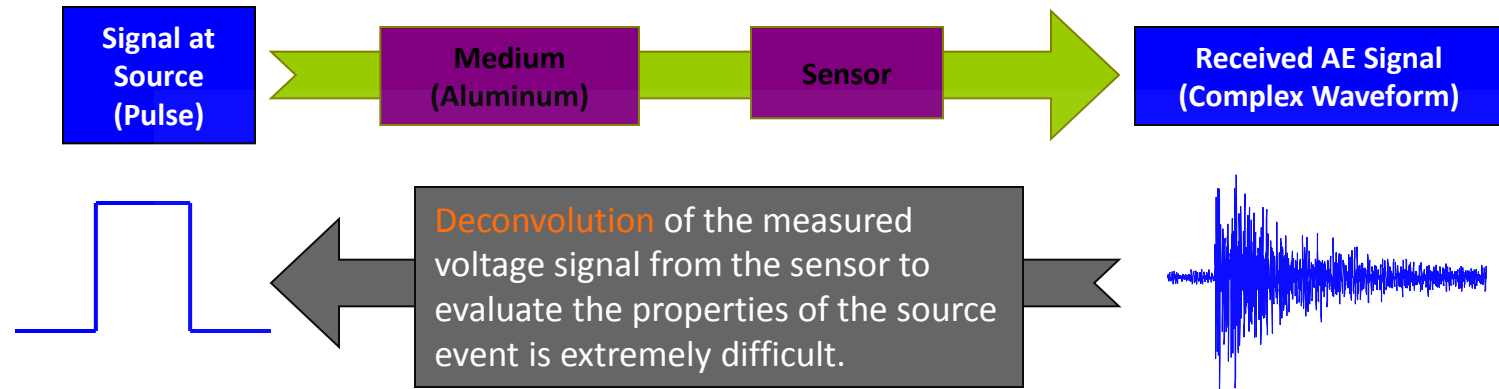 Signal at
Source
(Pulse)
Medium
(Aluminum)
Sensor
Received AE Signal
(Complex Waveform)
Deconvolution of the measured
voltage signal from the sensor to
evaluate the properties of the source
event is extremely difficult.